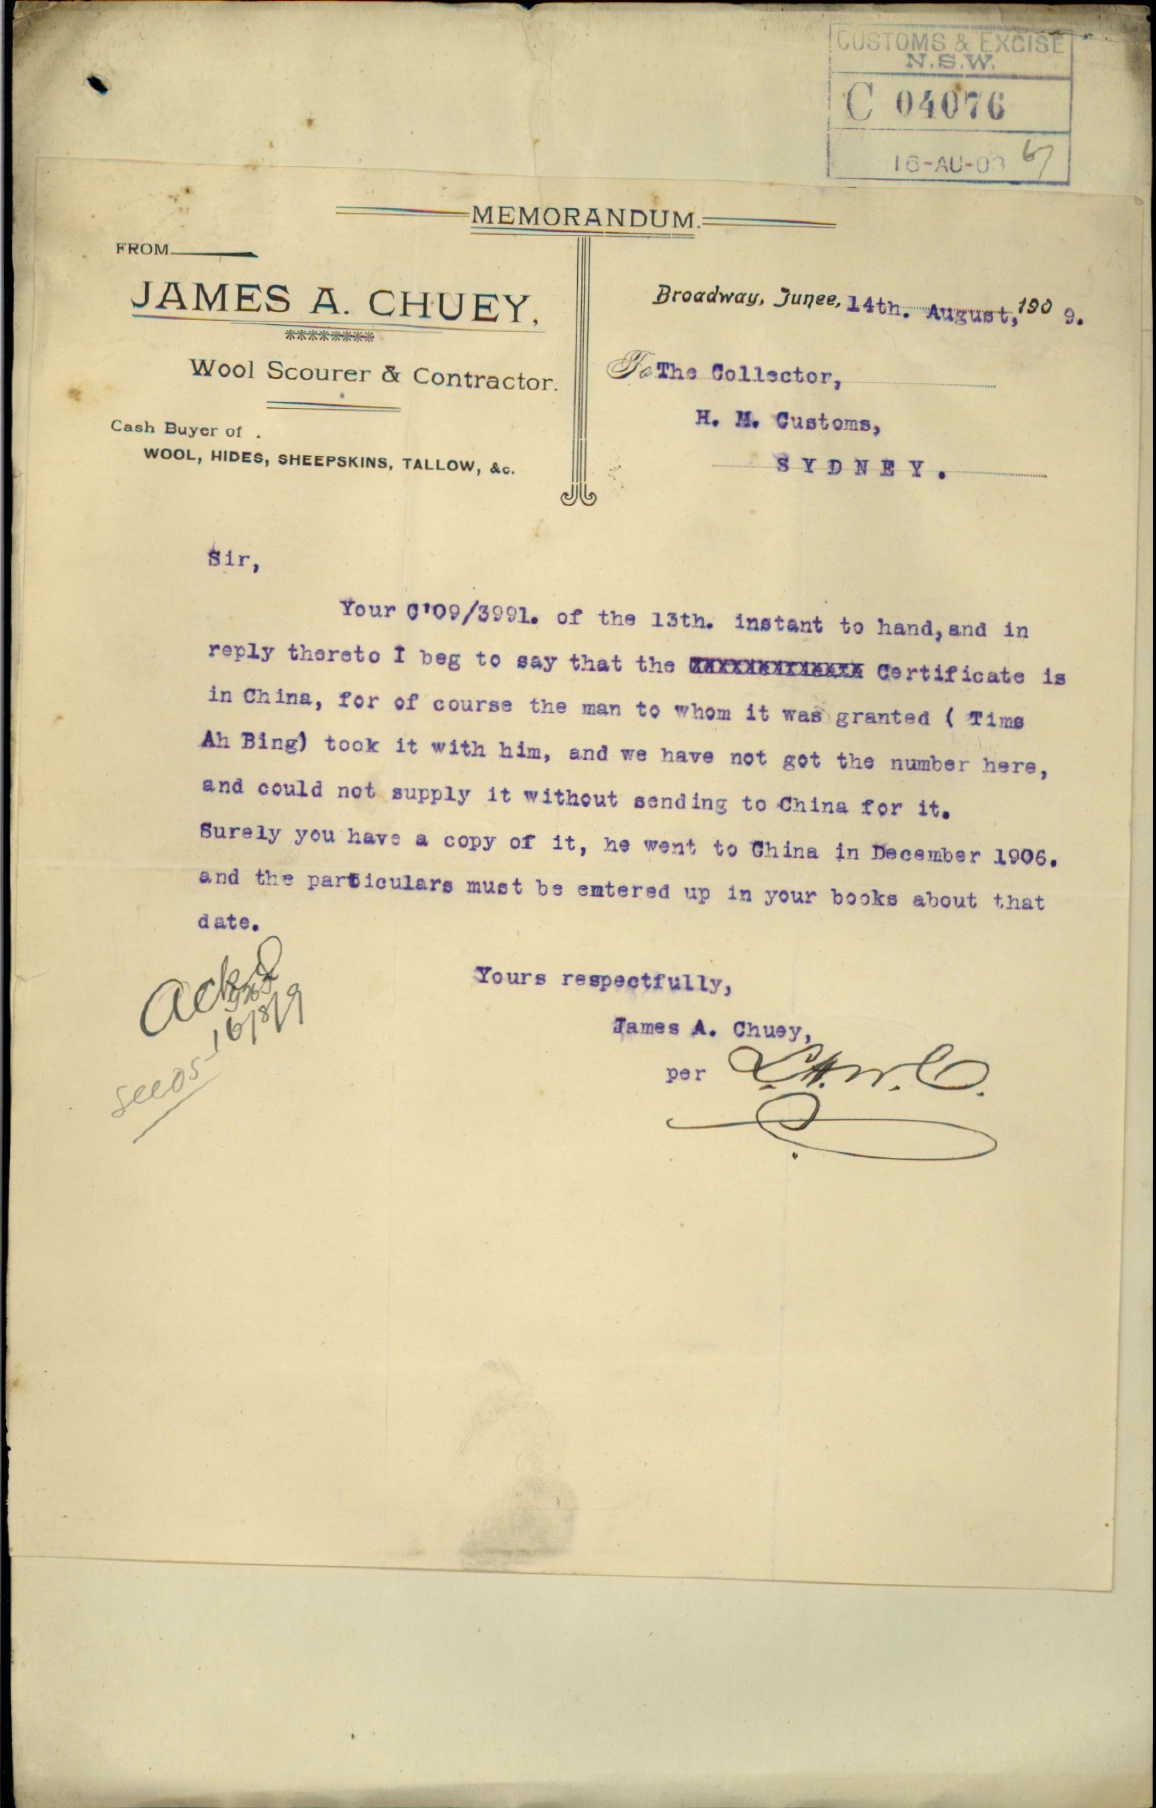 CUSTOMS & EXCISE
N.S.W.
C 04076
16-AU-09
MEMORANDUM.
FROM
JAMES A. CHUEY,
********
Wool Scourer & Contractor.
Cash Buyer of .
WOOL, HIDES, SHEEPSKINS, TALLOW, &c.
Broadway, Junee, 14th. August, 1909.
To The Collector,
H. M. Customs,
SYDNEY.
Sir,
Your C'09/3991. of the 13th. instant to hand,and in
reply thereto I beg to say that the Certificate is
in China, for of course the man to whom it was granted ( Tims
Ah Bing) took it with him, and we have not got the number here,
and could not supply it without sending to China for it.
Surely you have a copy of it, he went to China in December 1906.
and the particulars must be emtered up in your books about that
date.
Yours respectfully,
James A. Chuey,
per L.H.W.C.
Ackd
16/8/9